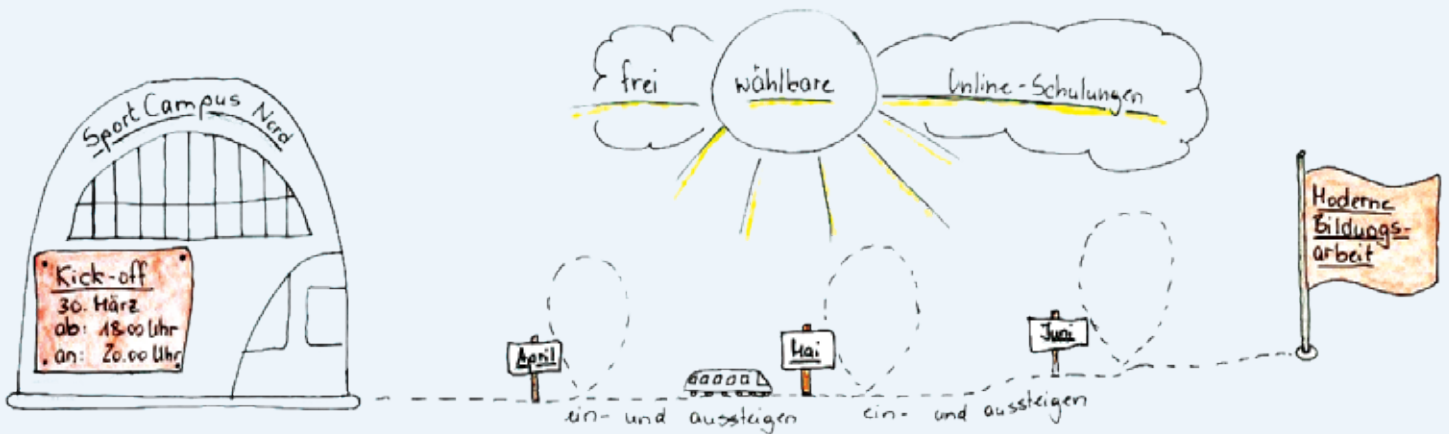 Sport Campus Nord
Kick-off
30. März
ab: 18.00 Uhr
an: 20.00 Uhr
frei wählbare Online-Schulungen
April
Mai
Juni
ein- und aussteigen
ein- und aussteigen
Moderne
Bildungs-
arbeit